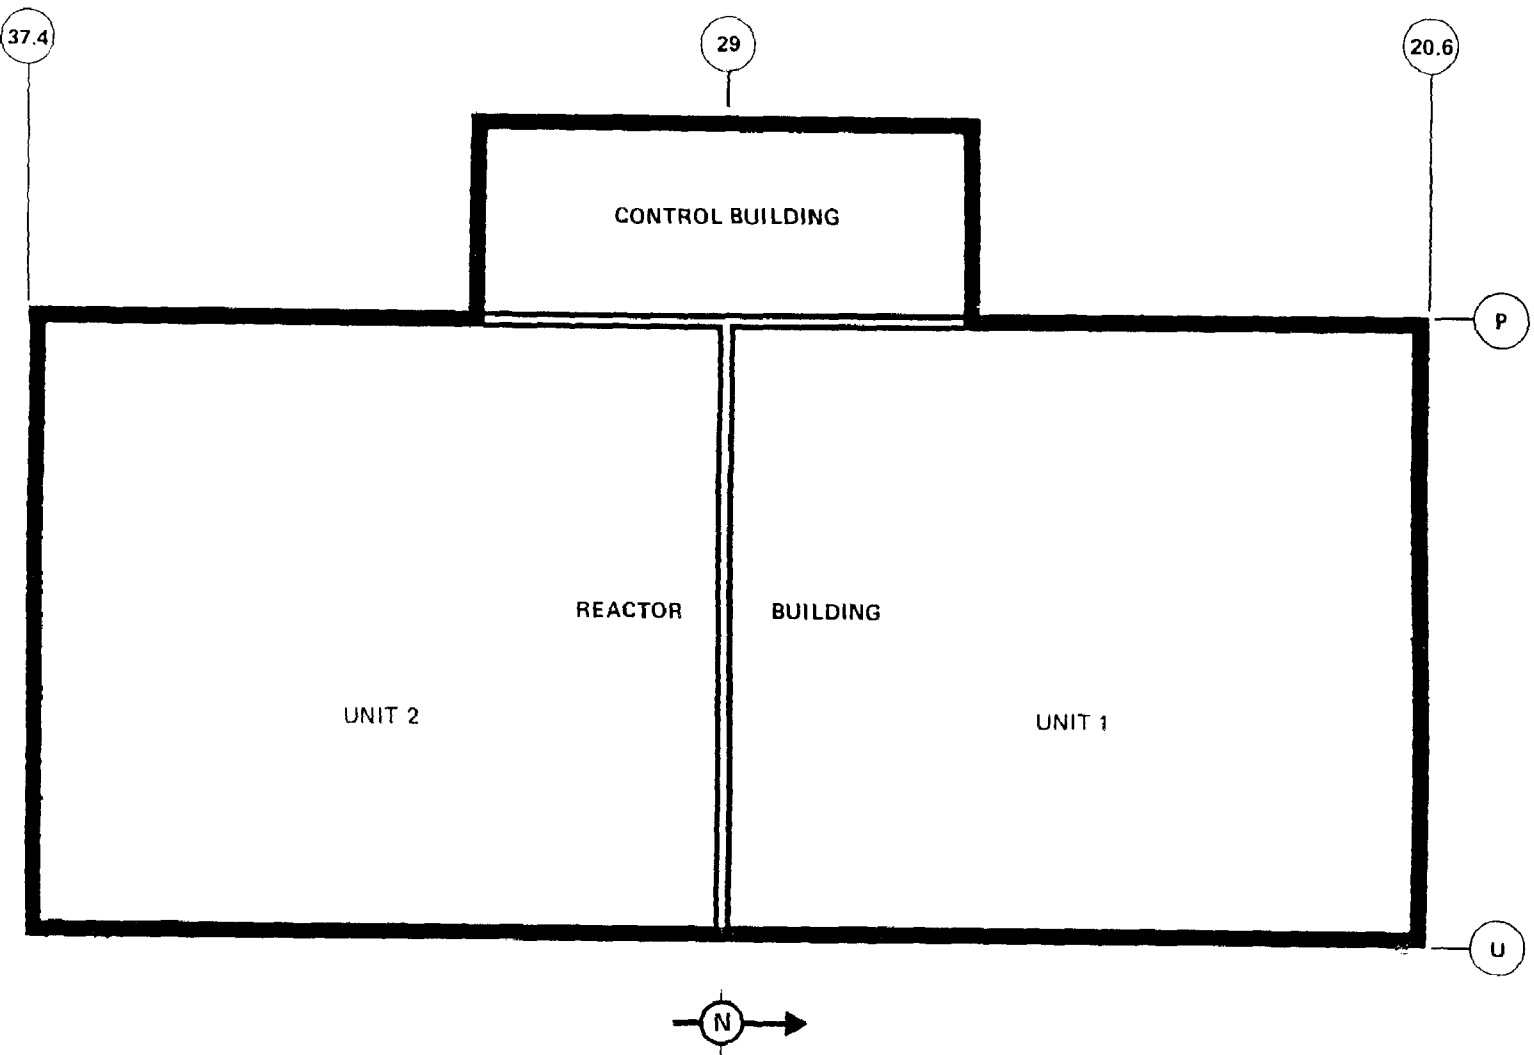 37.4
29
20.6
CONTROL BUILDING
P
REACTOR BUILDING
UNIT 2
UNIT 1
U
N